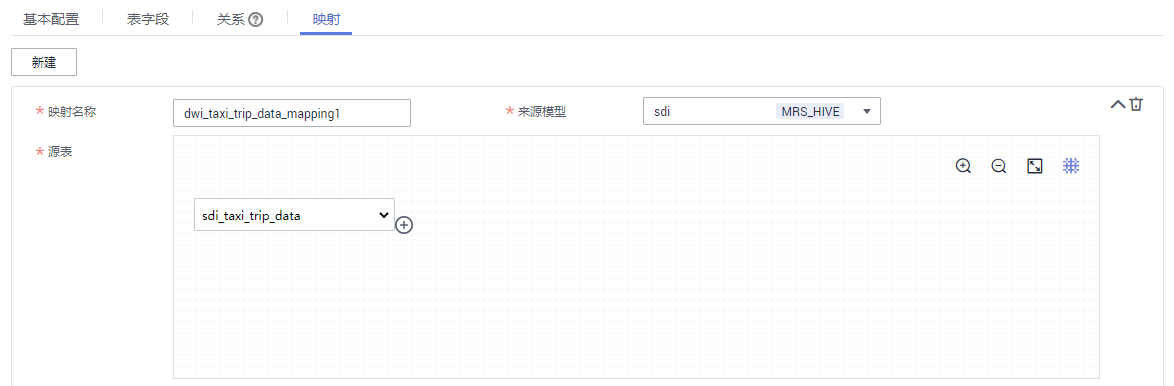 基本配置 表字段 关系 ? 映射
新建
* 映射名称 dwi_taxi_trip_data_mapping1 * 来源模型 sdi MRS_HIVE
* 源表
sdi_taxi_trip_data